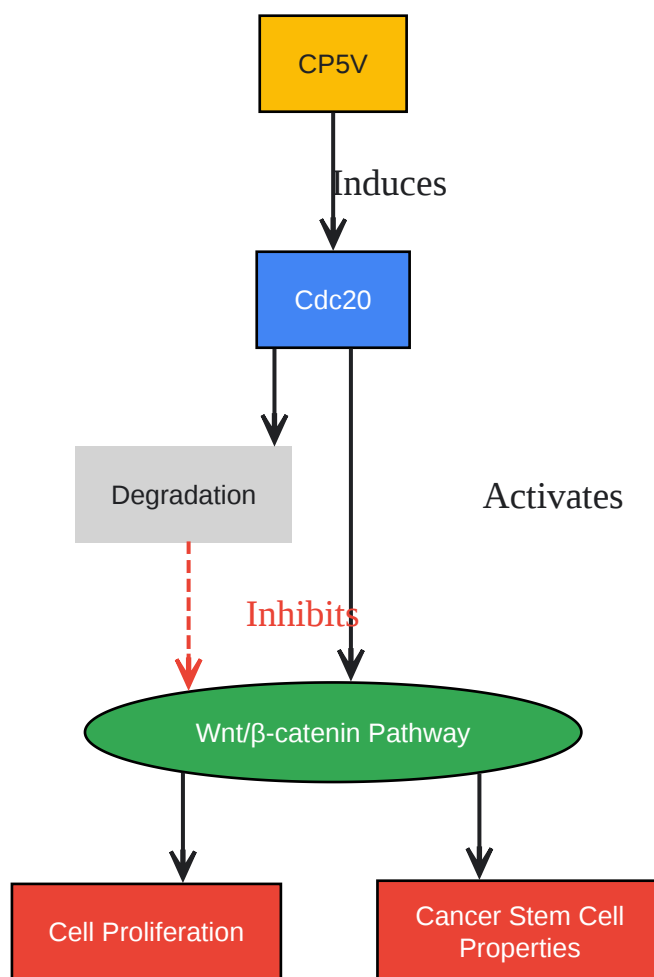 CP5V
Induces
Cdc20
Degradation
Activates
Inhibits
Wnt/β-catenin Pathway
Cell Proliferation
Cancer Stem Cell
Properties